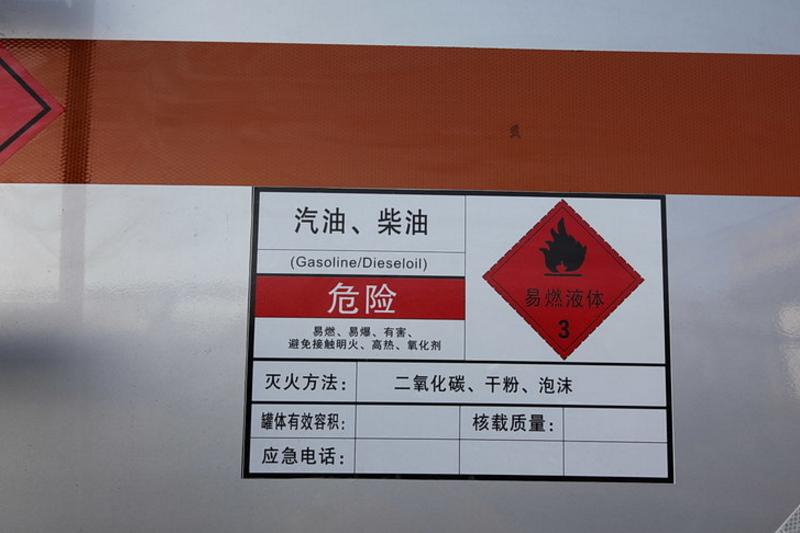 汽油、柴油
(Gasoline/Dieseloil)
危险
易燃、易爆、有害、
避免接触明火、高热、氧化剂
易燃液体
3
灭火方法： 二氧化碳、干粉、泡沫
罐体有效容积： 核载质量：
应急电话：